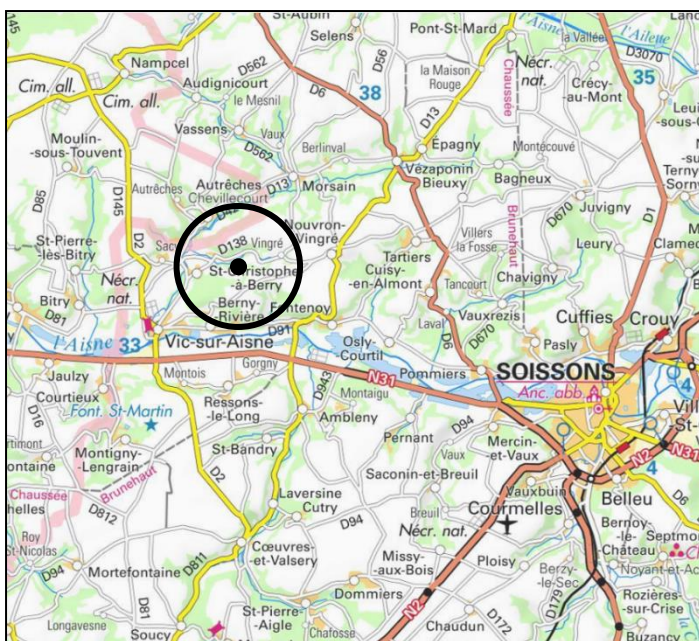 145
St-Aubin
Selens
Pont-St-Mard
l'Aisne
la Vallée
l'Ailette
Nampcel
D562
D56
D6
38
la Maison
Rouge
Chaussée
Nécr.
nat.
Crécy
-au-Mont
D3070
35
Cim. all.
Cim. all.
Audignicourt
le Mesnil
Vassens
Vaux
D562
Berlinval
D13
Épagny
Montécouvé
Moulin
-sous-Touvent
D85
D145
Autrêches
Autrêches
Chevillecourt
D13
Morsain
Vézaponin
Bieuxy
Bagneux
Juvigny
D670
D1
D2
D138
Vingré
Nouvron-
Vingré
Villers
la Fosse
Brunehaut
Leury
St-Pierre-
lès-Bitry
St-Christophe
-à-Berry
Tartiers
Cuisy-
en-Almont
Tancourt
Chavigny
Bitry
D81
Nécr.
nat.
Berny-
Rivière
D91
Fontenoy
Vauxrezis
Laval
D670
D6
Cuffies
Crouy
Pasly
l'Aisne
33
Vic-sur-Aisne
Osly-
Courtil
Pommiers
SOISSONS
Anc. abb.
4
Jaulzy
Courtieux
D16
Montois
Gorgny
Ressons-
le-Long
D943
N31
Montaigu
Ambleny
Font. St-Martin
Pernant
D94
Mercin-
et-Vaux
N31
N2
4
Montigny-
Lengrain
St-Bandry
Vaux
Saconin-et-Breuil
Vauxbuin
Belleu
D6
Chaussée
Brunehaut
D812
D2
Laversine
Cutry
D94
Breuil
Nécr. nat.
Courmelles
Bernoy-
le-
Château
Roy
St-Nicolas
D94
Mortefontaine
D811
Cœuvres
-et-Valsery
Missy-
aux-Bois
Ploisy
Berzy-
le-Sec
D179
Rozières
-sur-Crise
D81
Dommiers
N2
Longavesne
Soucy
St-Pierre-
Aigle
Chafosse
Chaudun
D172
Buzancy